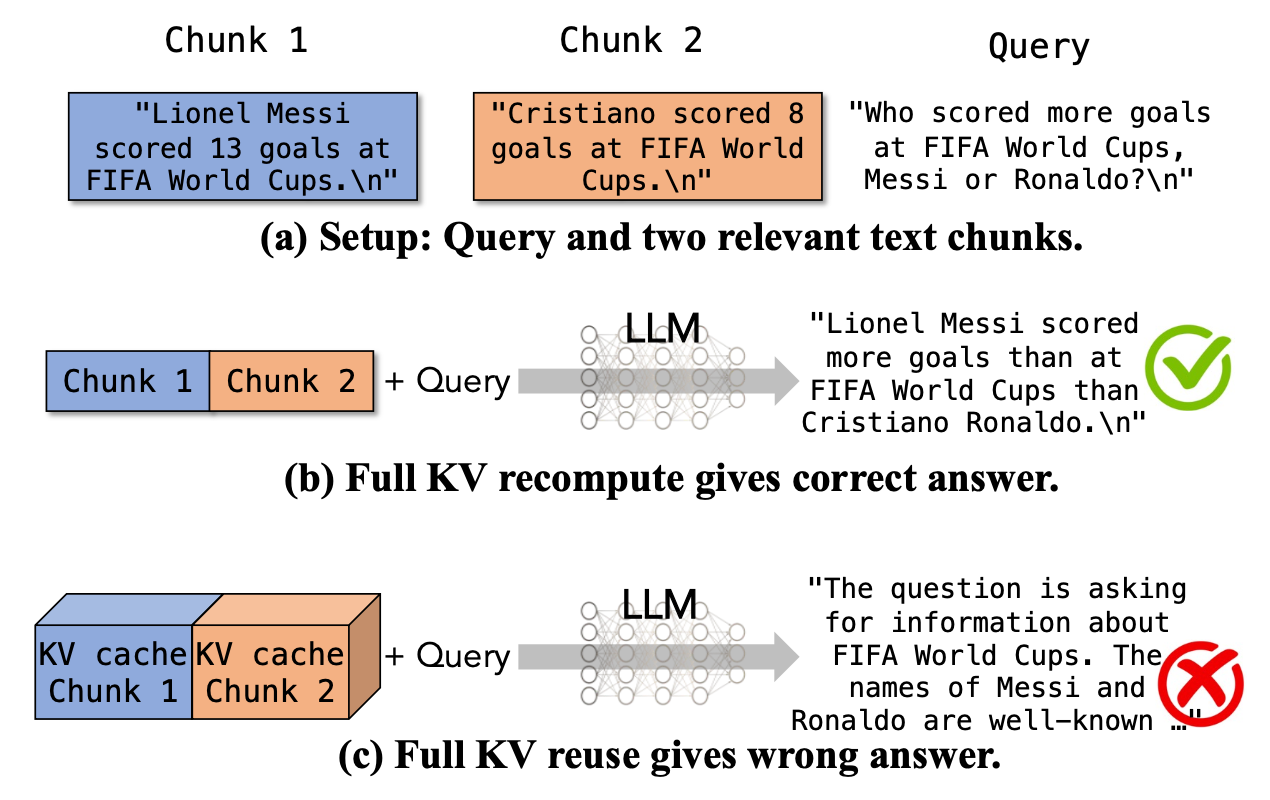 Chunk 1
Chunk 2
Query
"Lionel Messi
scored 13 goals at
FIFA World Cups.\n"
"Cristiano scored 8
goals at FIFA World
Cups.\n"
"Who scored more goals
at FIFA World Cups,
Messi or Ronaldo?\n"
(a) Setup: Query and two relevant text chunks.
Chunk 1
Chunk 2
+ Query
LLM
"Lionel Messi scored
more goals than at
FIFA World Cups than
Cristiano Ronaldo.\n"
(b) Full KV recompute gives correct answer.
KV cache
Chunk 1
KV cache
Chunk 2
+ Query
LLM
"The question is asking
for information about
FIFA World Cups. The
names of Messi and
Ronaldo are well-known …"
(c) Full KV reuse gives wrong answer.